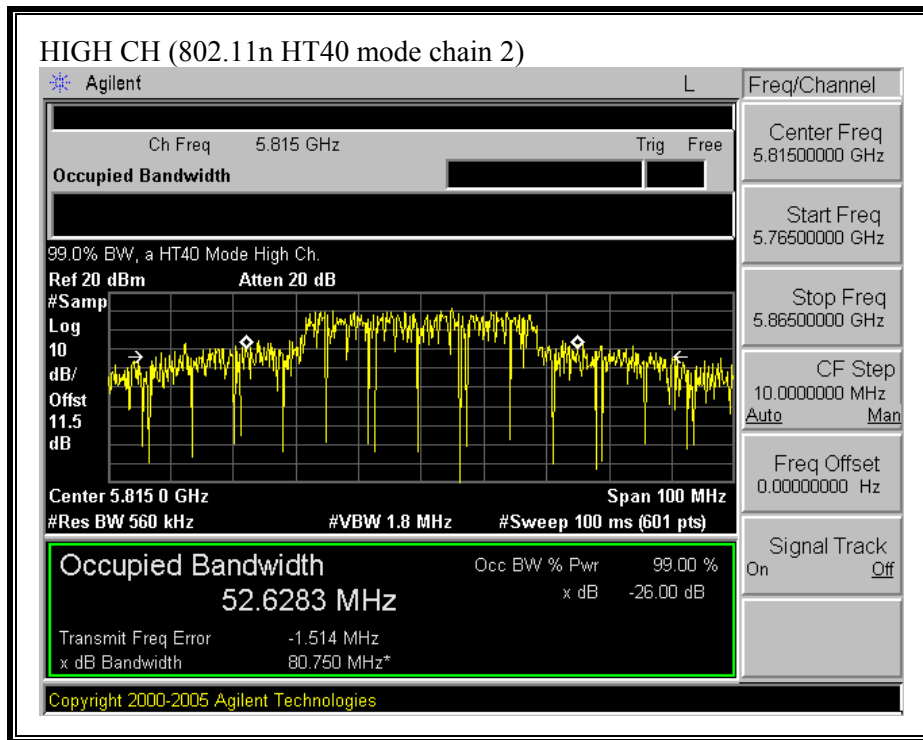 HIGH CH (802.11n HT40 mode chain 2)
Agilent L Freq/Channel
Ch Freq 5.815 GHz Trig Free
Occupied Bandwidth
Center Freq
5.81500000 GHz
Start Freq
5.76500000 GHz
Stop Freq
5.86500000 GHz
CF Step
10.0000000 MHz
Auto Man
Freq Offset
0.00000000 Hz
Signal Track
On Off
99.0% BW, a HT40 Mode High Ch.
Ref 20 dBm Atten 20 dB
#Samp
Log
10
dB/
Offst
11.5
dB
Center 5.815 0 GHz Span 100 MHz
#Res BW 560 kHz #VBW 1.8 MHz #Sweep 100 ms (601 pts)
Occupied Bandwidth
52.6283 MHz
Occ BW % Pwr 99.00 %
x dB -26.00 dB
Transmit Freq Error -1.514 MHz
x dB Bandwidth 80.750 MHz*
Copyright 2000-2005 Agilent Technologies